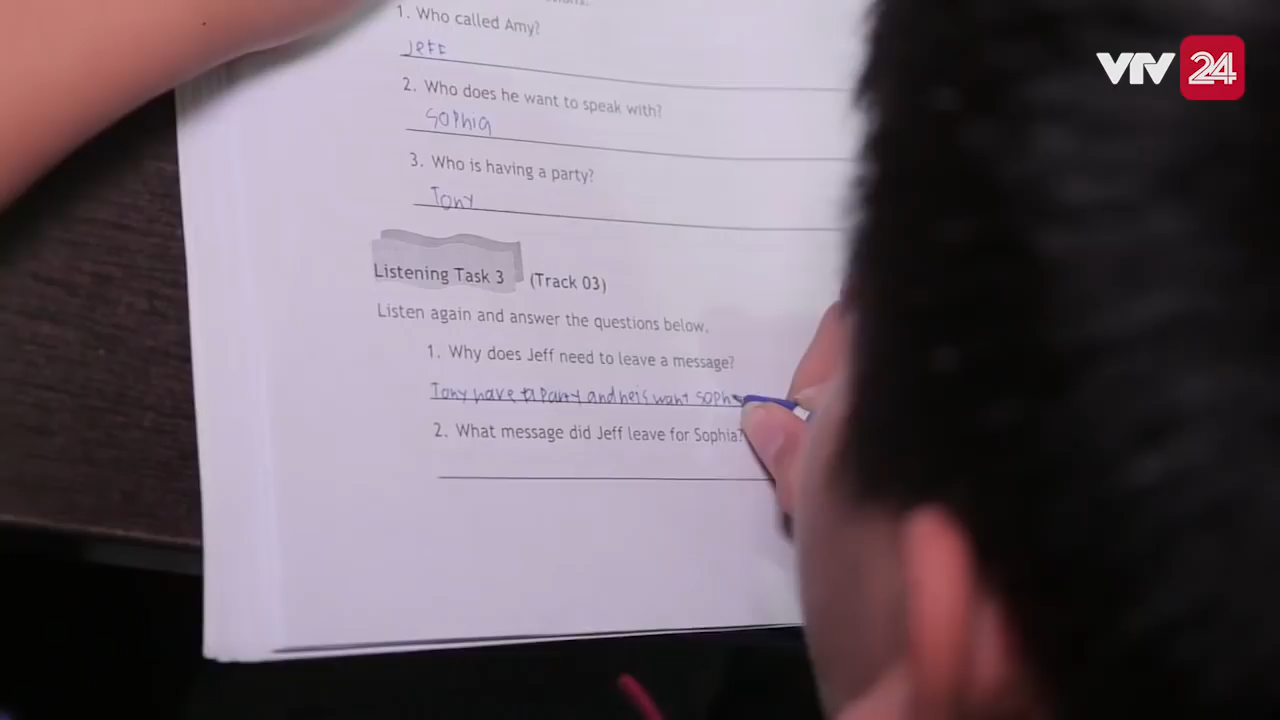 VTV 24
1. Who called Amy?
Jeff
2. Who does he want to speak with?
Sophia
3. Who is having a party?
Tony
Listening Task 3 (Track 03)
Listen again and answer the questions below.
1. Why does Jeff need to leave a message?
Tony have a Party and he is want Soph
2. What message did Jeff leave for Sophia?